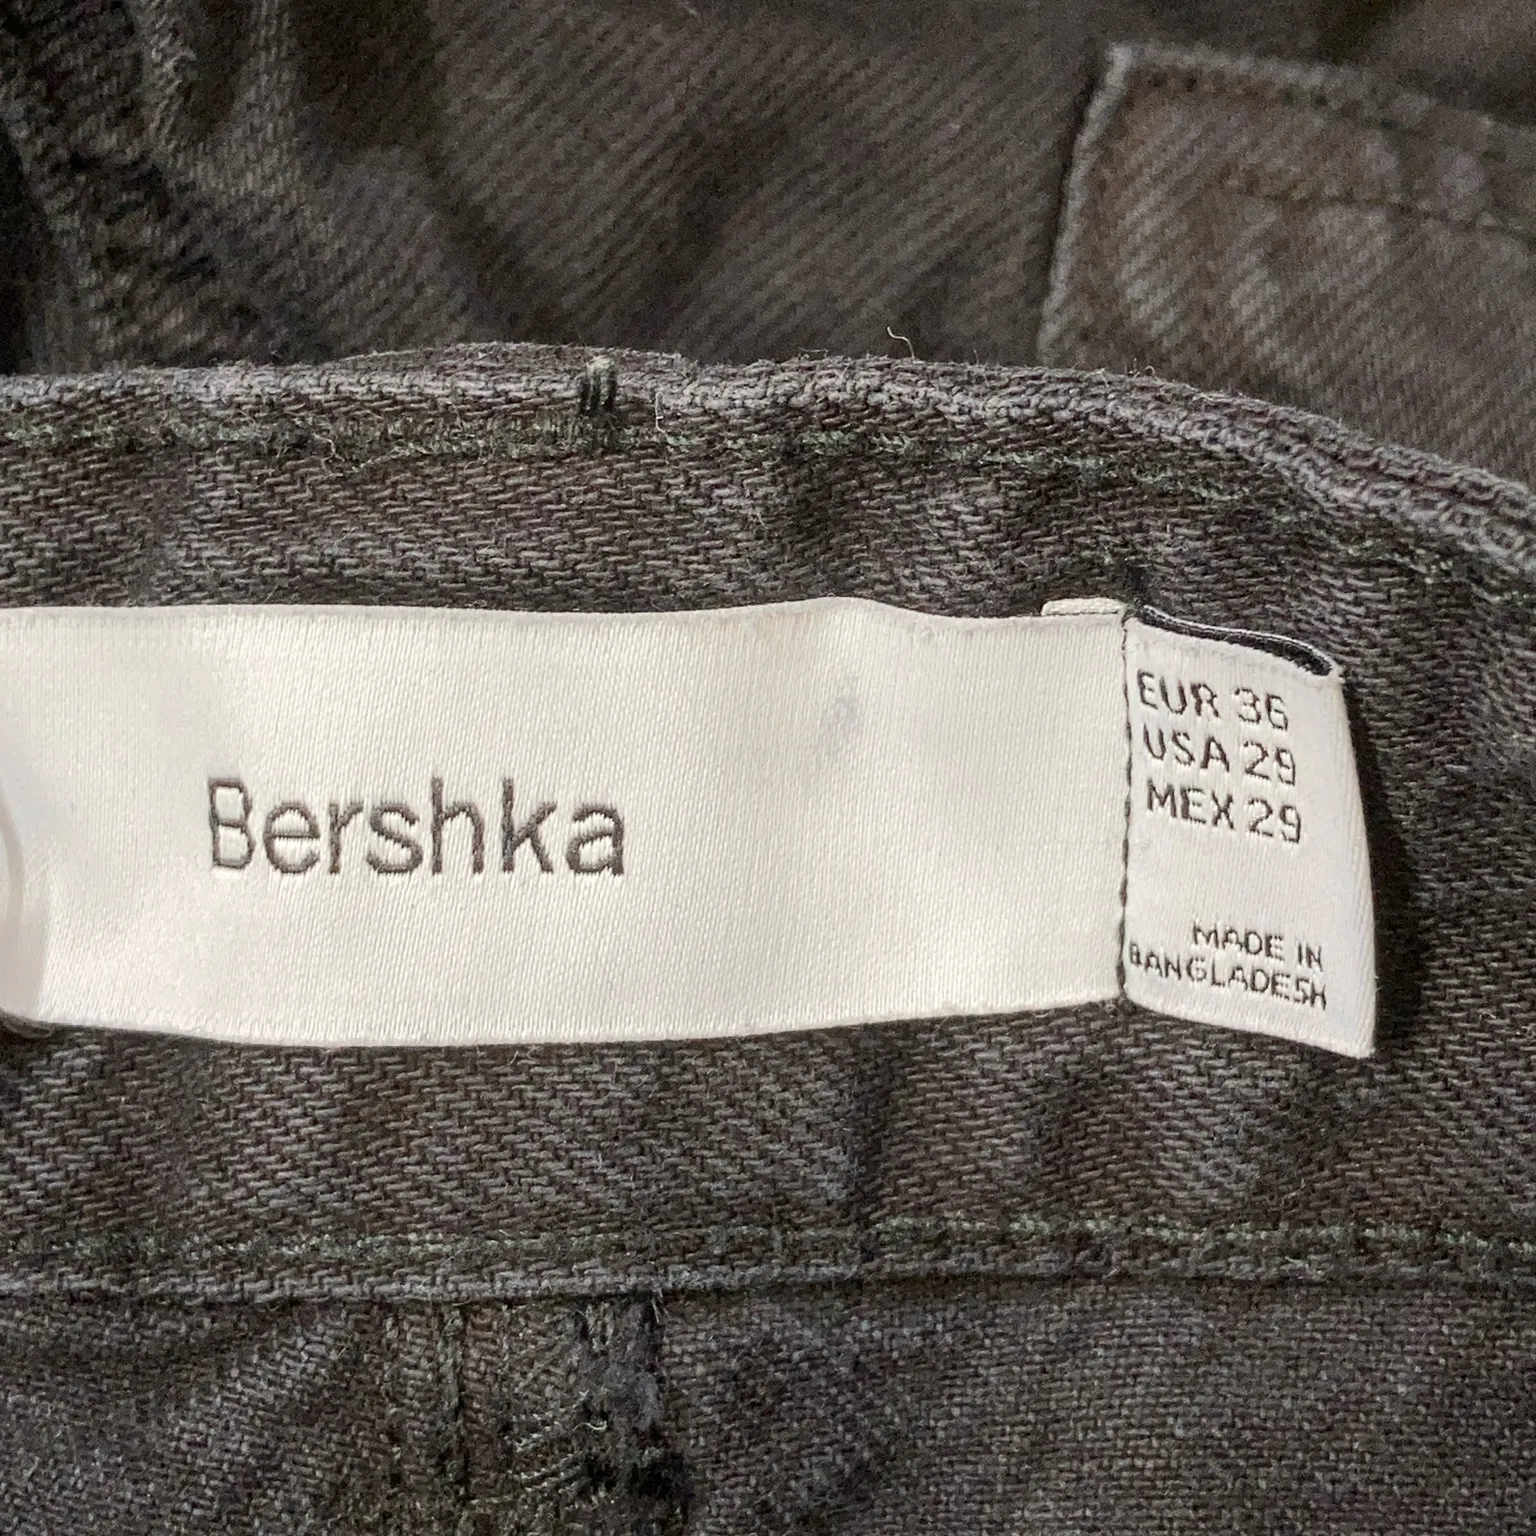 Bershka
EUR 36
USA 29
MEX 29
MADE IN
BANGLADESH